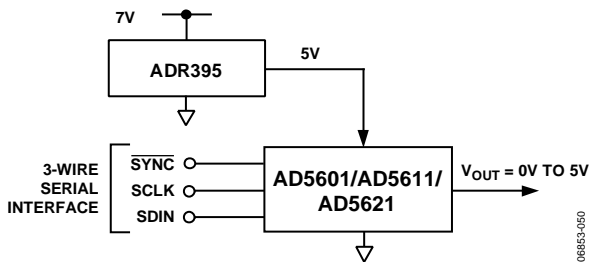 7V
ADR395
5V
3-WIRE
SERIAL
INTERFACE
SYNC
SCLK
SDIN
AD5601/AD5611/
AD5621
VOUT = 0V TO 5V
06853-050